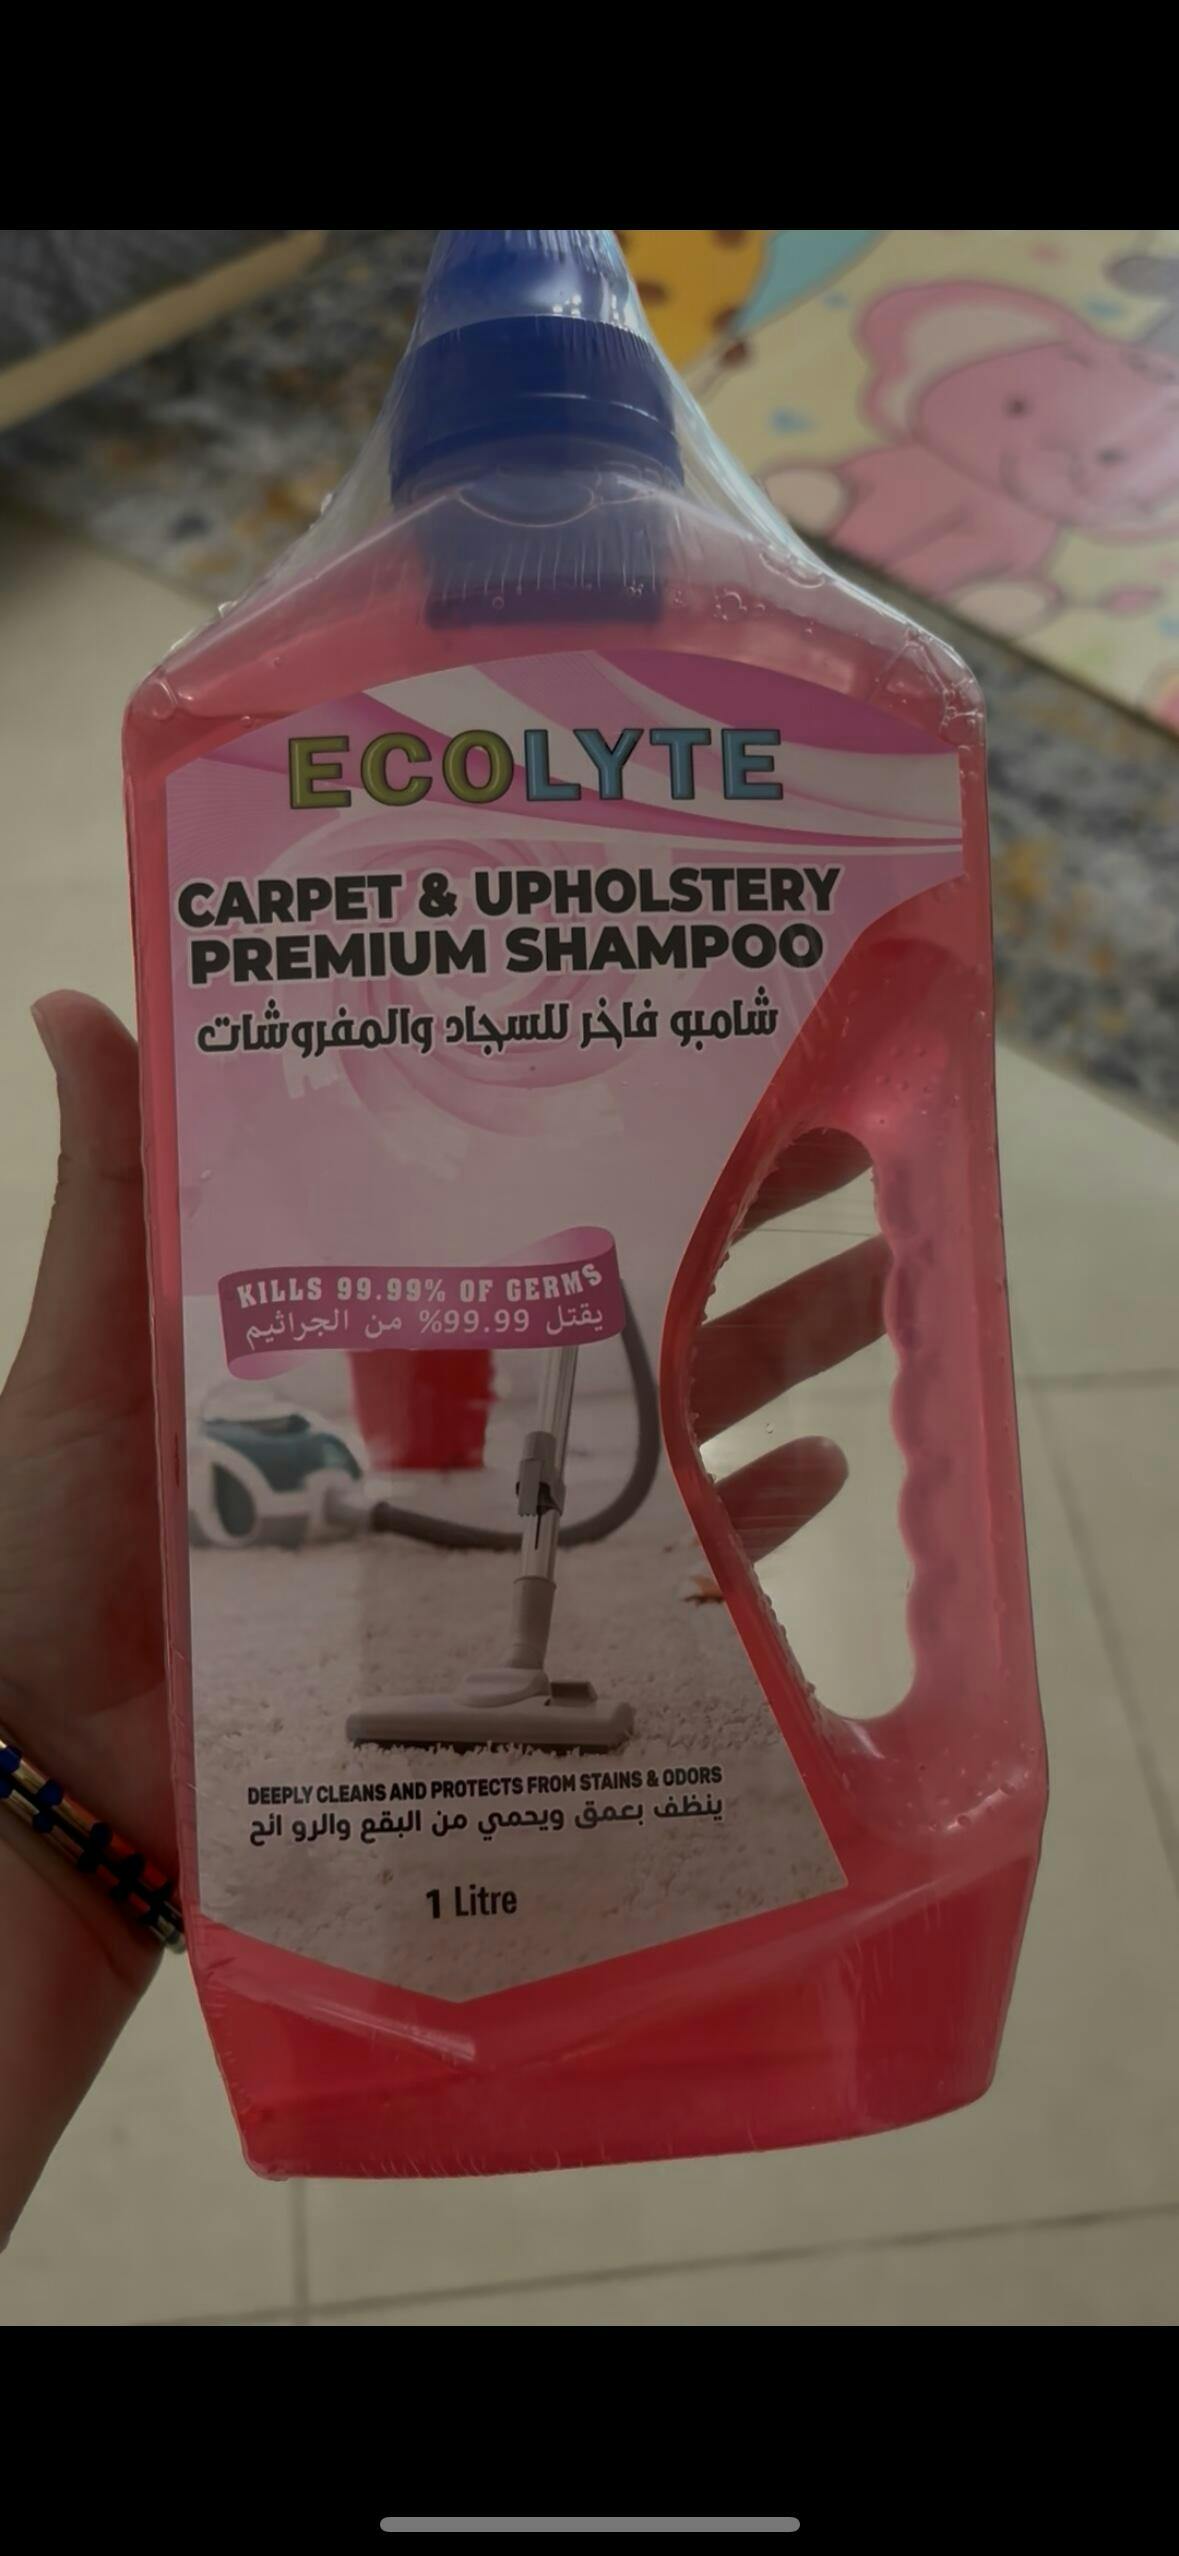 ECOLYTE
CARPET & UPHOLSTERY
PREMIUM SHAMPOO
شامبو فاخر للسجاد والمفروشات
KILLS 99.99% OF GERMS
يقتل 99.99% من الجراثيم
DEEPLY CLEANS AND PROTECTS FROM STAINS & ODORS
ينظف بعمق ويحمي من البقع والرو ائح
1 Litre